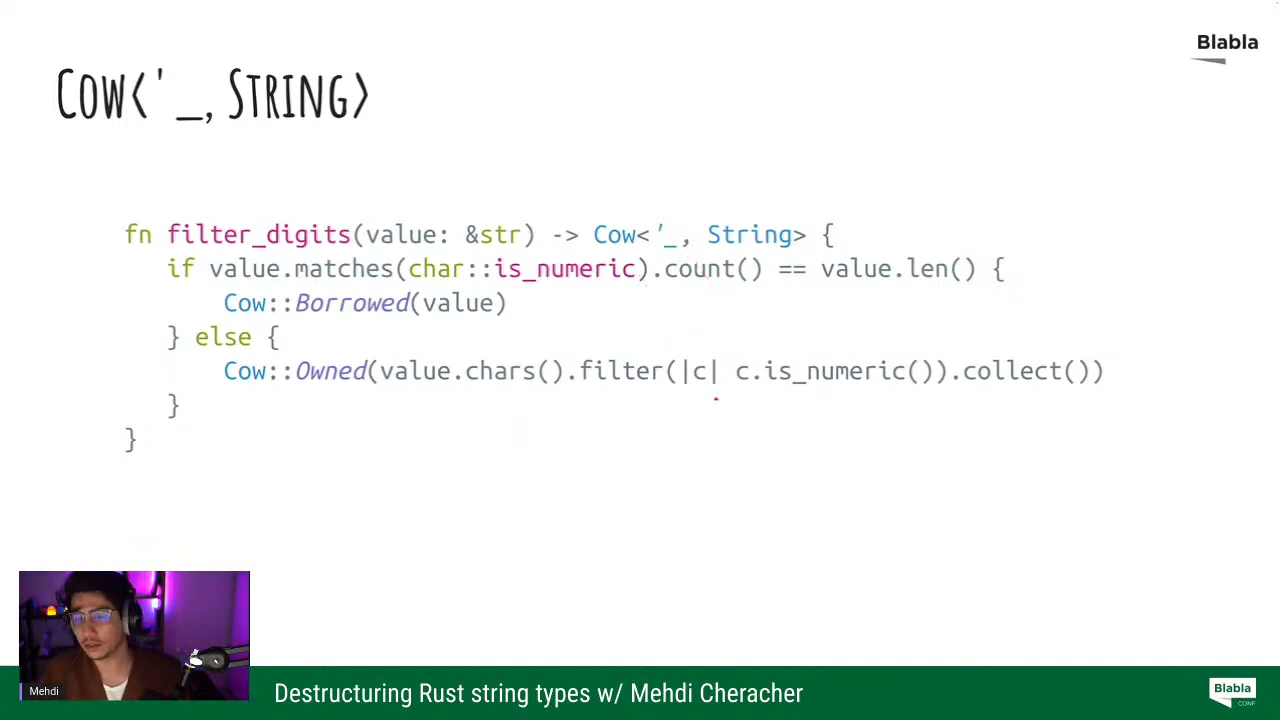 Blabla
COW<'_, STRING>
fn filter_digits(value: &str) -> Cow<'_, String> {
if value.matches(char::is_numeric).count() == value.len() {
Cow::Borrowed(value)
} else {
Cow::Owned(value.chars().filter(|c| c.is_numeric()).collect())
}
}
Mehdi
Destructuring Rust string types w/ Mehdi Cheracher
Blabla
CONF